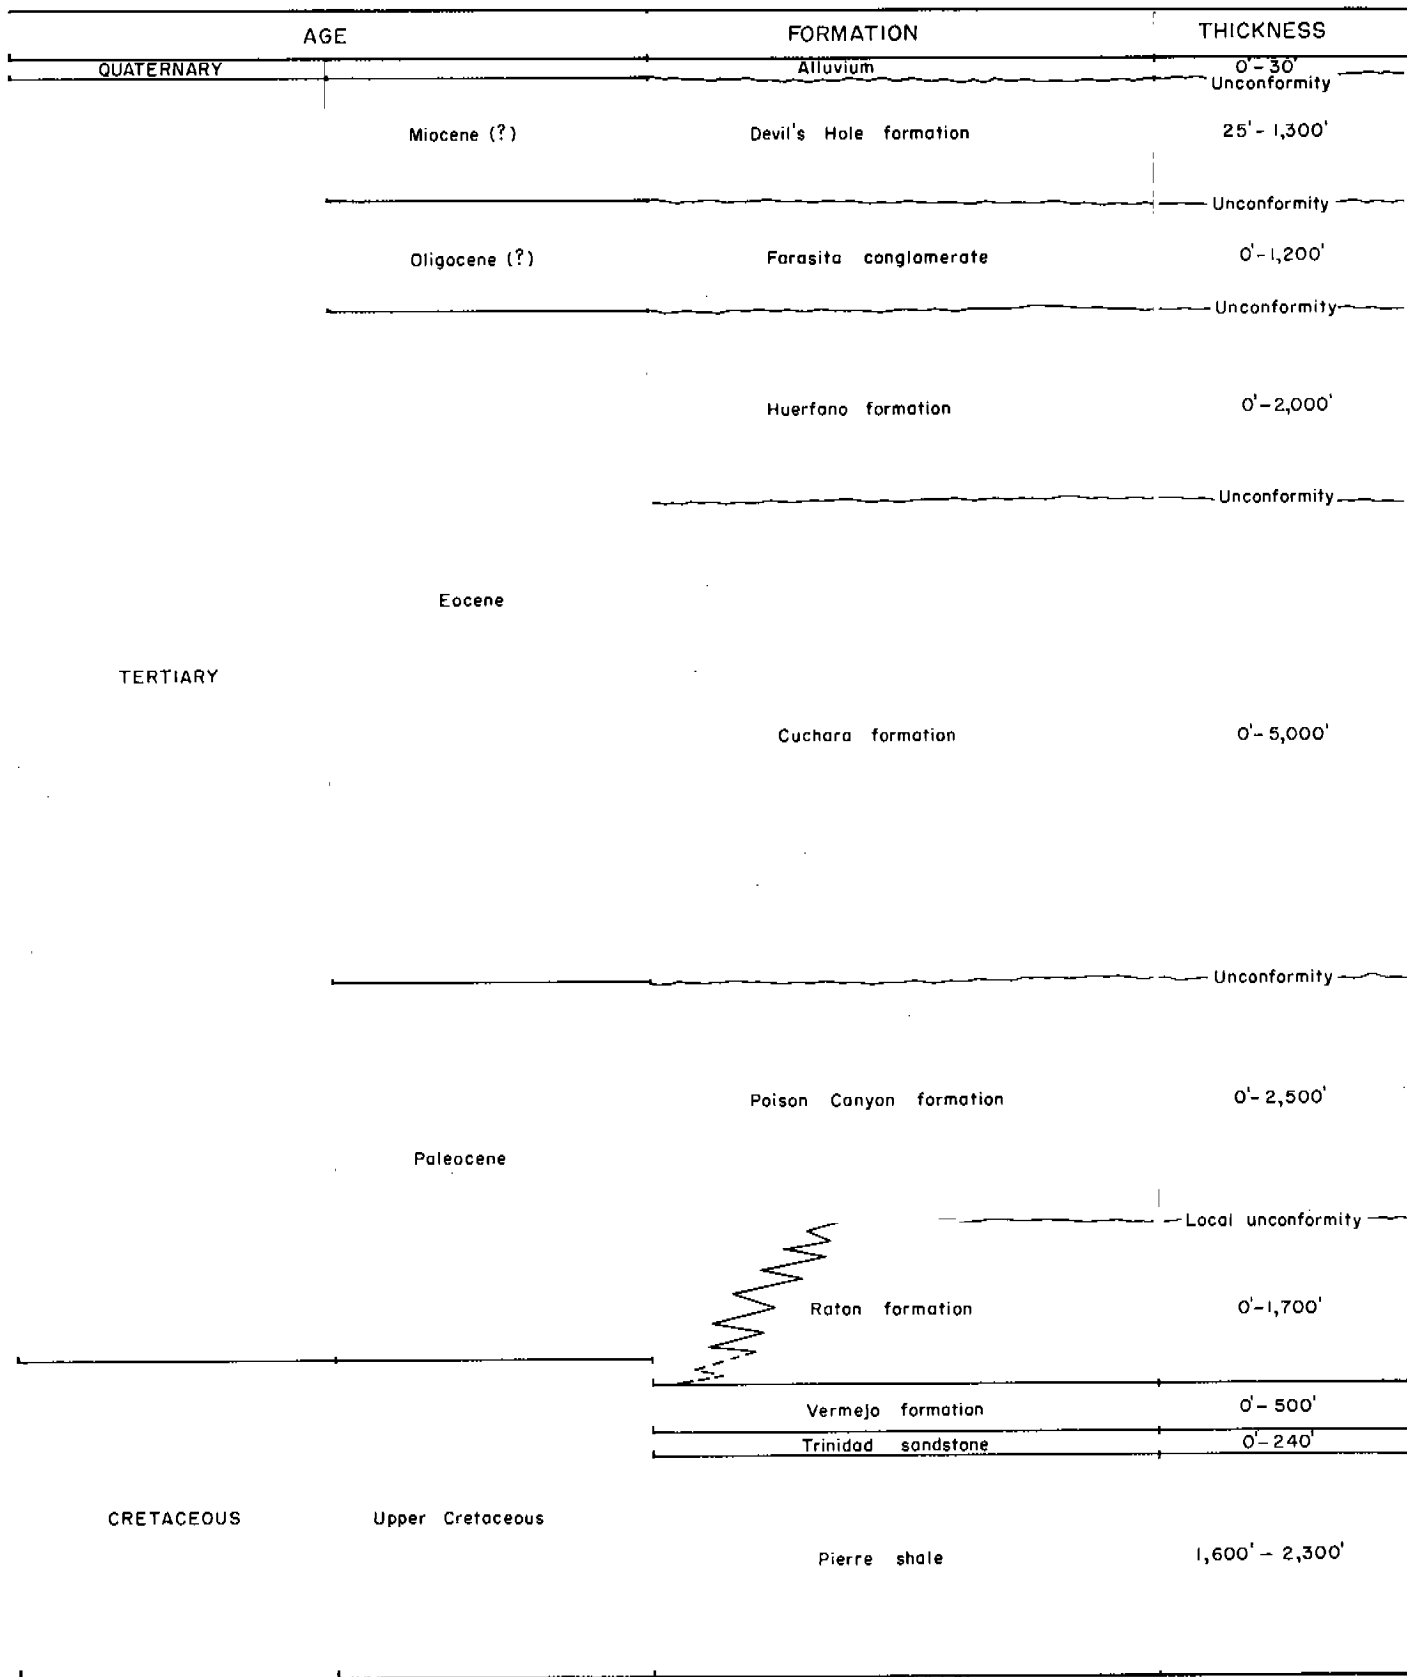 AGE FORMATION THICKNESS
QUATERNARY Alluvium 0'-30'
Unconformity
Miocene (?) Devil's Hole formation 25'-1,300'
Unconformity
Oligocene (?) Farasita conglomerate 0'-1,200'
Unconformity
Huerfano formation 0'-2,000'
Unconformity
Eocene
TERTIARY
Cuchara formation 0'-5,000'
Unconformity
Poison Canyon formation 0'-2,500'
Paleocene
Local unconformity
Raton formation 0'-1,700'
Vermejo formation 0'-500'
Trinidad sandstone 0'-240'
CRETACEOUS Upper Cretaceous
Pierre shale 1,600'-2,300'